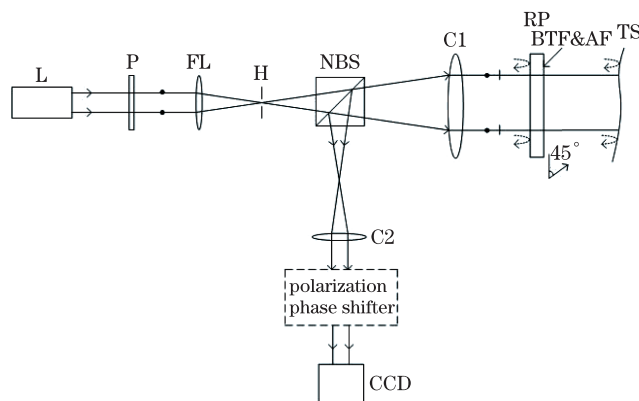 RP
BTF&AF
TS
C1
L
P
FL
H
NBS
45°
C2
polarization
phase shifter
CCD